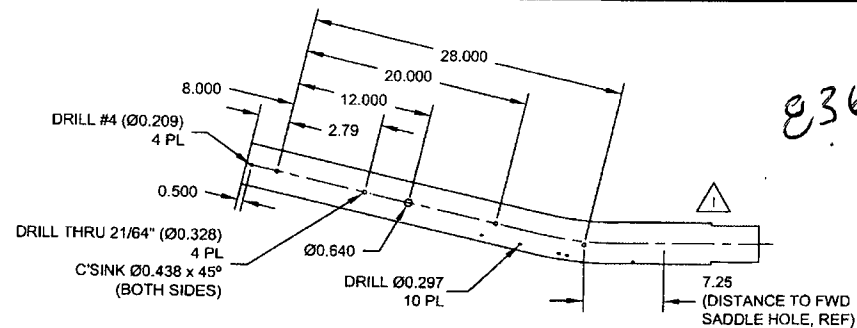 28.000
20.000
8.000
12.000
DRILL #4 (Ø0.209)
4 PL
2.79
836
0.500
1
DRILL THRU 21/64" (Ø0.328)
4 PL
C'SINK Ø0.438 x 45°
(BOTH SIDES)
Ø0.640
DRILL Ø0.297
10 PL
7.25
(DISTANCE TO FWD
SADDLE HOLE, REF)